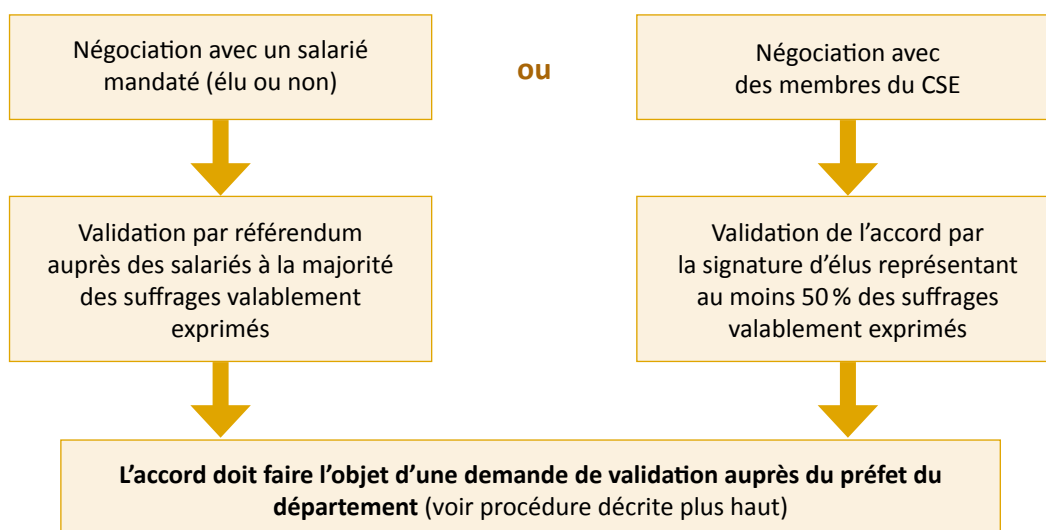 Négociation avec un salarié
mandaté (élu ou non)
ou
Négociation avec
des membres du CSE
Validation par référendum
auprès des salariés à la majorité
des suffrages valablement
exprimés
Validation de l’accord par
la signature d’élus représentant
au moins 50 % des suffrages
valablement exprimés
L’accord doit faire l’objet d’une demande de validation auprès du préfet du
département (voir procédure décrite plus haut)